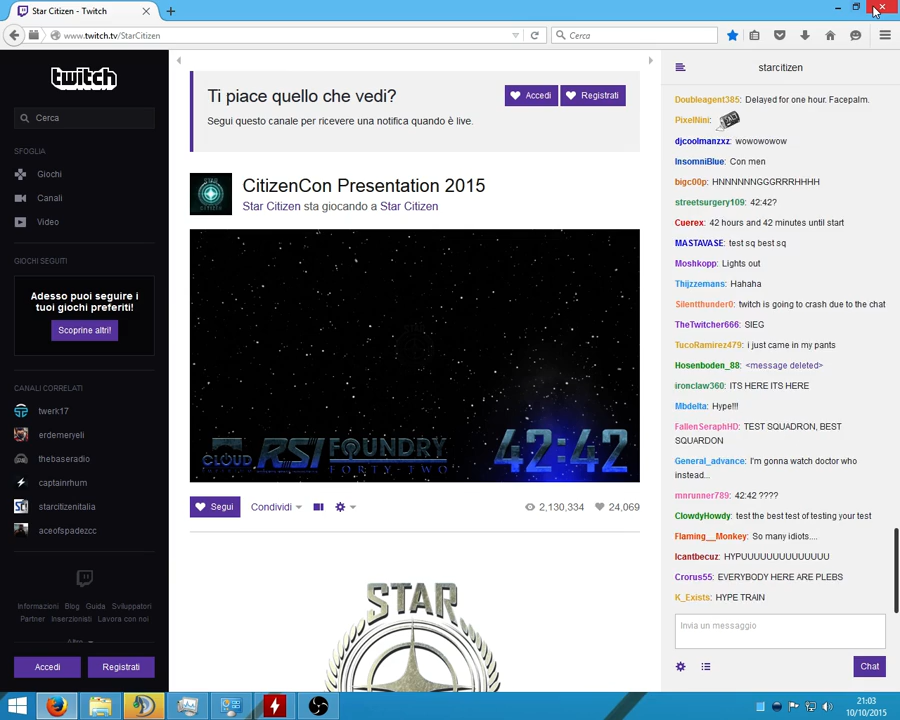 Star Citizen - Twitch
www.twitch.tv/StarCitizen
Cerca
twitch
Cerca
SFOGLIA
Giochi
Canali
Video
GIOCHI SEGUITI
Adesso puoi seguire i
tuoi giochi preferiti!
Scoprine altri!
CANALI CORRELATI
twerk17
erdemeryeli
thebaseradio
captainrhum
starcitizenitalia
aceofspadezcc
Informazioni Blog Guida Sviluppatori
Partner Inserzionisti Lavora con noi
Altro
Accedi Registrati
Ti piace quello che vedi?
Accedi Registrati
Segui questo canale per ricevere una notifica quando è live.
CitizenCon Presentation 2015
Star Citizen sta giocando a Star Citizen
CLOUD RSI FOUNDRY
FORTY TWO
42:42
Segui Condividi 2,130,334 24,069
STAR
starcitizen
Doubleagent385: Delayed for one hour. Facepalm.
PixelNini:
djcoolmanzxz: wowowowow
InsomniBlue: Con men
bigc00p: HNNNNNNGGGRRRHHHH
streetsurgery109: 42:42?
Cuerex: 42 hours and 42 minutes until start
MASTAVASE: test sq best sq
Moshkopp: Lights out
Thijzzemans: Hahaha
Silentthunder0: twitch is going to crash due to the chat
TheTwitcher666: SIEG
TucoRamirez479: i just came in my pants
Hosenboden_88: <message deleted>
ironclaw360: ITS HERE ITS HERE
Mbdelta: Hype!!!
FallenSeraphHD: TEST SQUADRON, BEST
SQUARDON
General_advance: I'm gonna watch doctor who
instead...
mnrunner789: 42:42 ????
ClowdyHowdy: test the best test of testing your test
Flaming__Monkey: So many idiots....
Icantbecuz: HYPUUUUUUUUUUUUU
Crorus55: EVERYBODY HERE ARE PLEBS
K_Exists: HYPE TRAIN
Invia un messaggio
Chat
21:03
10/10/2015